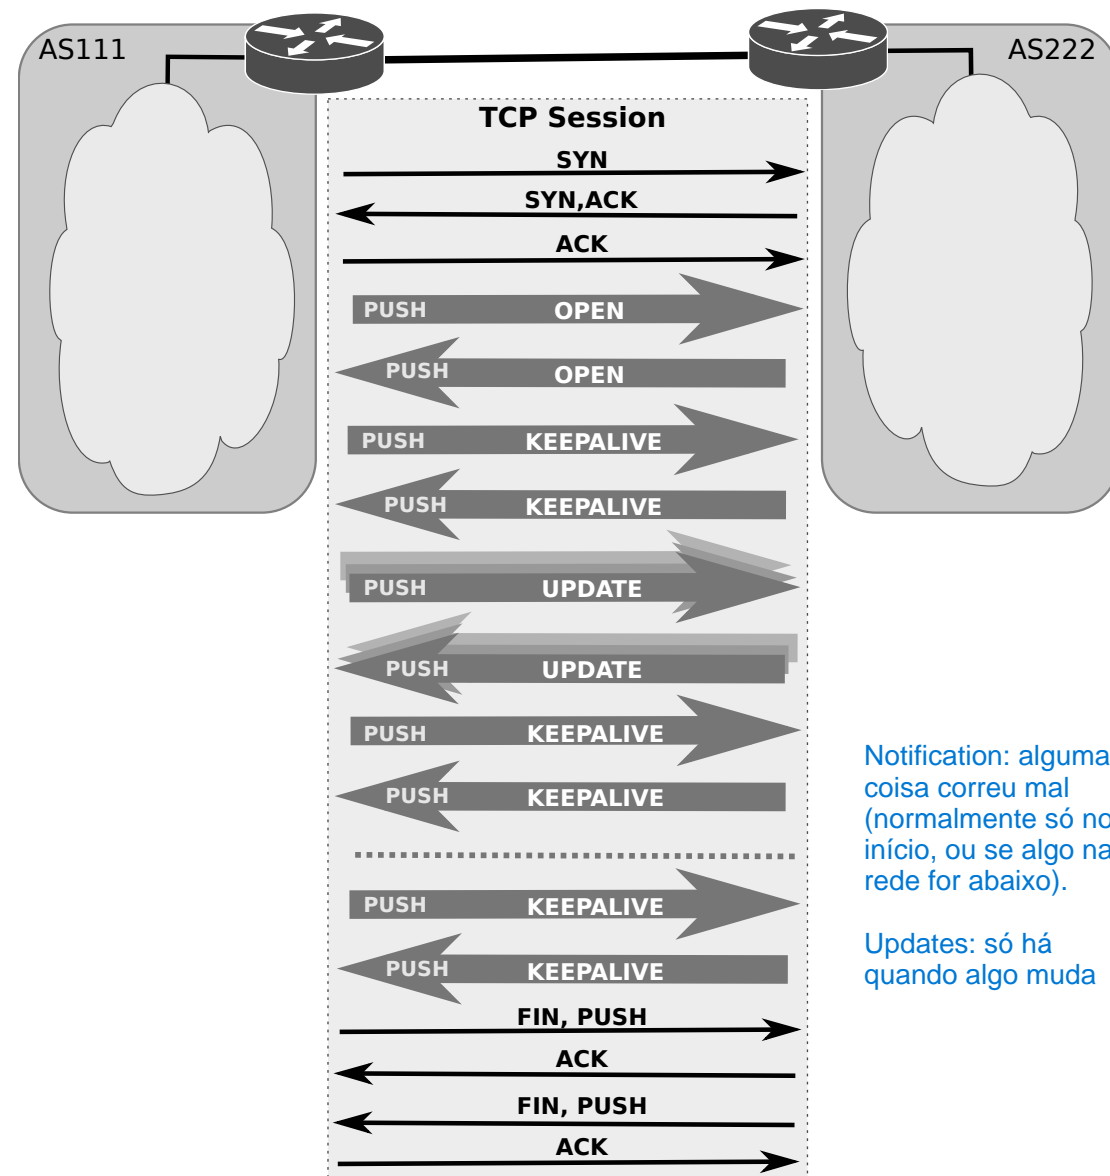 AS111
AS222
TCP Session
SYN
SYN,ACK
ACK
PUSH OPEN
PUSH OPEN
PUSH KEEPALIVE
PUSH KEEPALIVE
PUSH UPDATE
PUSH UPDATE
PUSH KEEPALIVE
PUSH KEEPALIVE
PUSH KEEPALIVE
PUSH KEEPALIVE
FIN, PUSH
ACK
FIN, PUSH
ACK
Notification: alguma
coisa correu mal
(normalmente só no
início, ou se algo na
rede for abaixo).
Updates: só há
quando algo muda